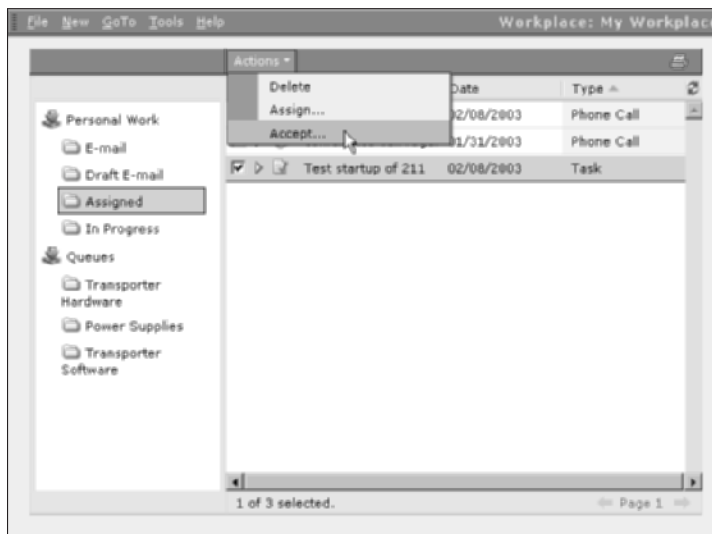 File New GoTo Tools Help
Workplace: My Workplace
Actions
Delete
Assign...
Accept...
Date
Type
02/08/2003
Phone Call
01/31/2003
Phone Call
Test startup of 211 02/08/2003 Task
Personal Work
E-mail
Draft E-mail
Assigned
In Progress
Queues
Transporter
Hardware
Power Supplies
Transporter
Software
1 of 3 selected.
Page 1